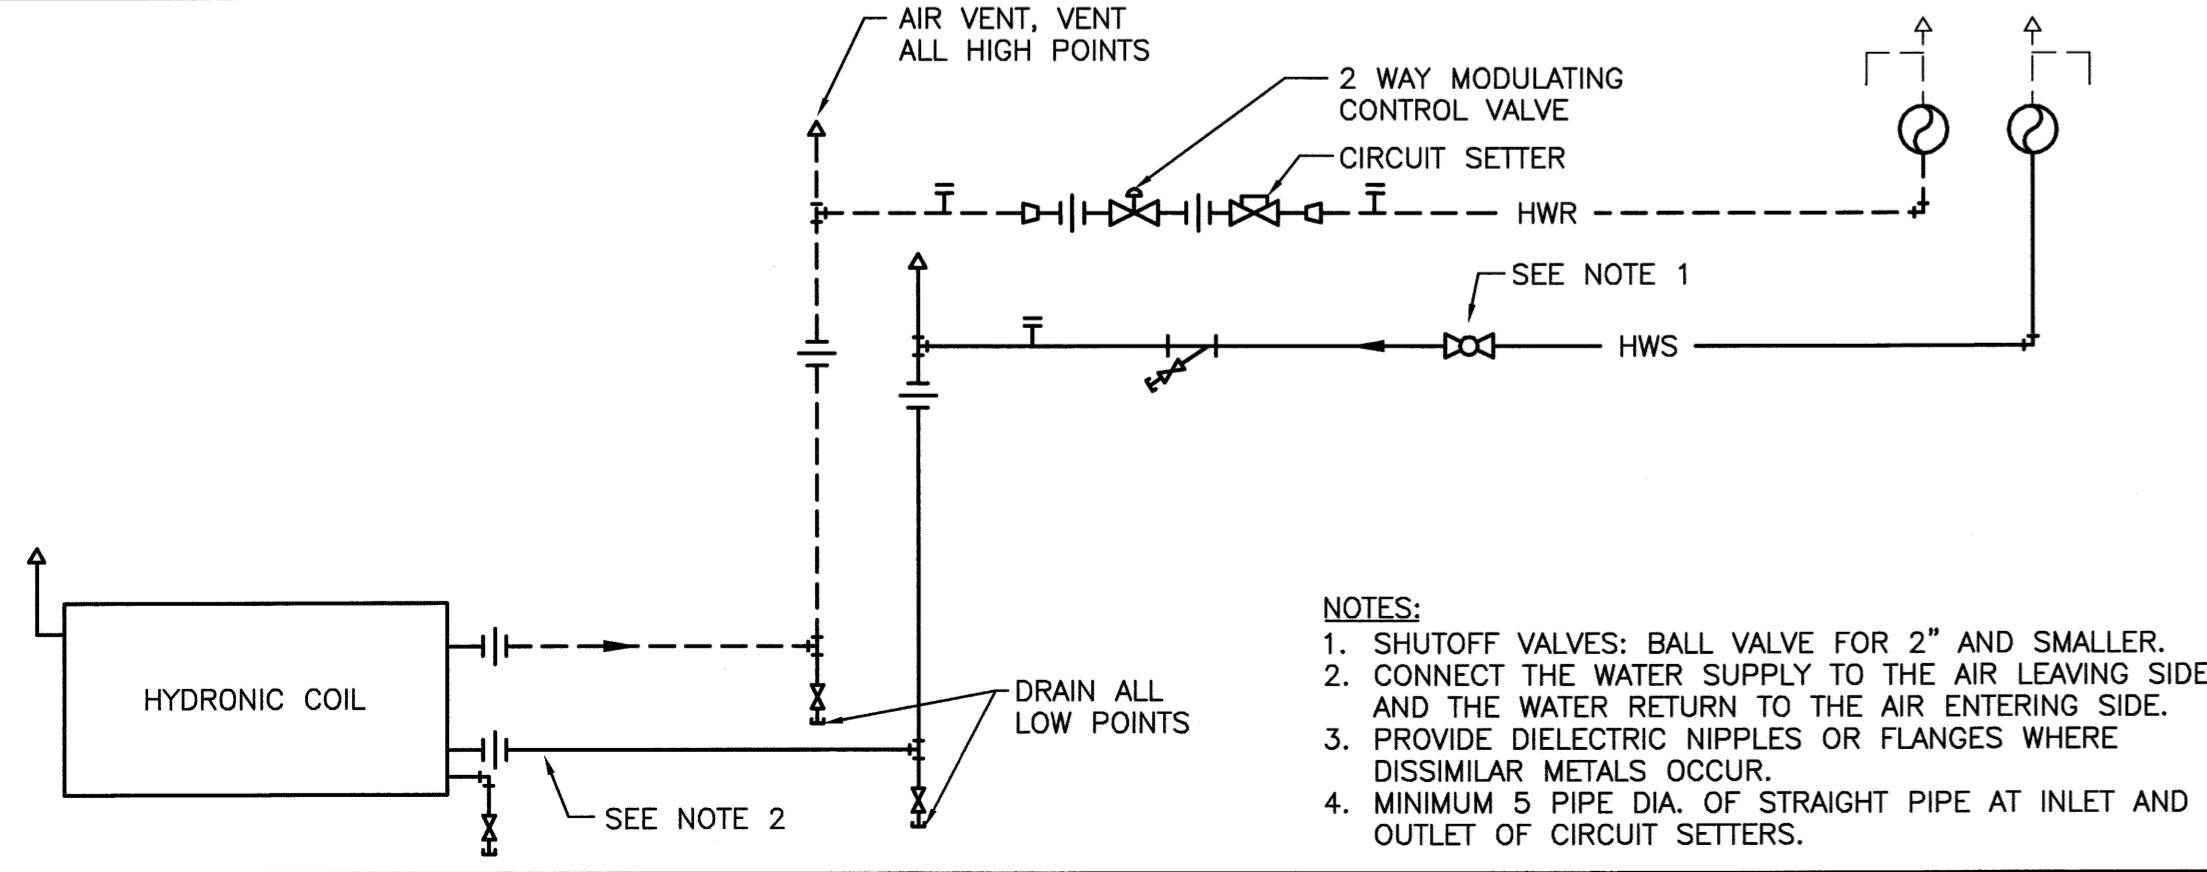 AIR VENT, VENT
ALL HIGH POINTS
2 WAY MODULATING
CONTROL VALVE
CIRCUIT SETTER
HWR
SEE NOTE 1
HWS
HYDRONIC COIL
DRAIN ALL
LOW POINTS
SEE NOTE 2
NOTES:
1. SHUTOFF VALVES: BALL VALVE FOR 2" AND SMALLER.
2. CONNECT THE WATER SUPPLY TO THE AIR LEAVING SIDE
AND THE WATER RETURN TO THE AIR ENTERING SIDE.
3. PROVIDE DIELECTRIC NIPPLES OR FLANGES WHERE
DISSIMILAR METALS OCCUR.
4. MINIMUM 5 PIPE DIA. OF STRAIGHT PIPE AT INLET AND
OUTLET OF CIRCUIT SETTERS.